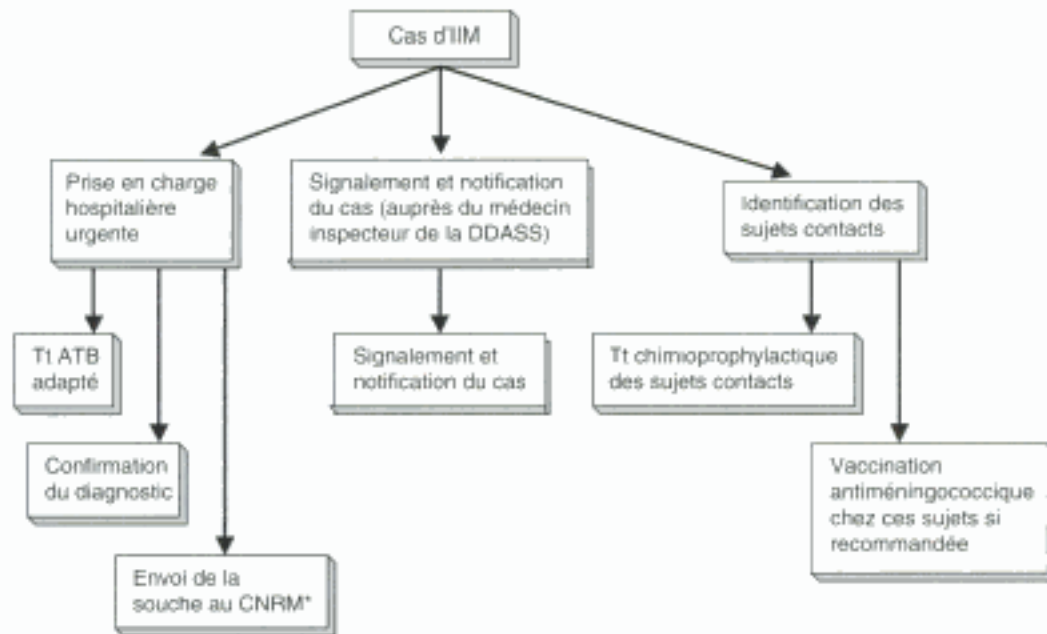 Cas d'IIM
Prise en charge
hospitalière
urgente
Signalement et notification
du cas (auprès du médecin
inspecteur de la DDASS)
Identification des
sujets contacts
Tt ATB
adapté
Signalement et
notification du cas
Tt chimioprophylactique
des sujets contacts
Confirmation
du diagnostic
Vaccination
antiméningococcique
chez ces sujets si
recommandée
Envoi de la
souche au CNRM*